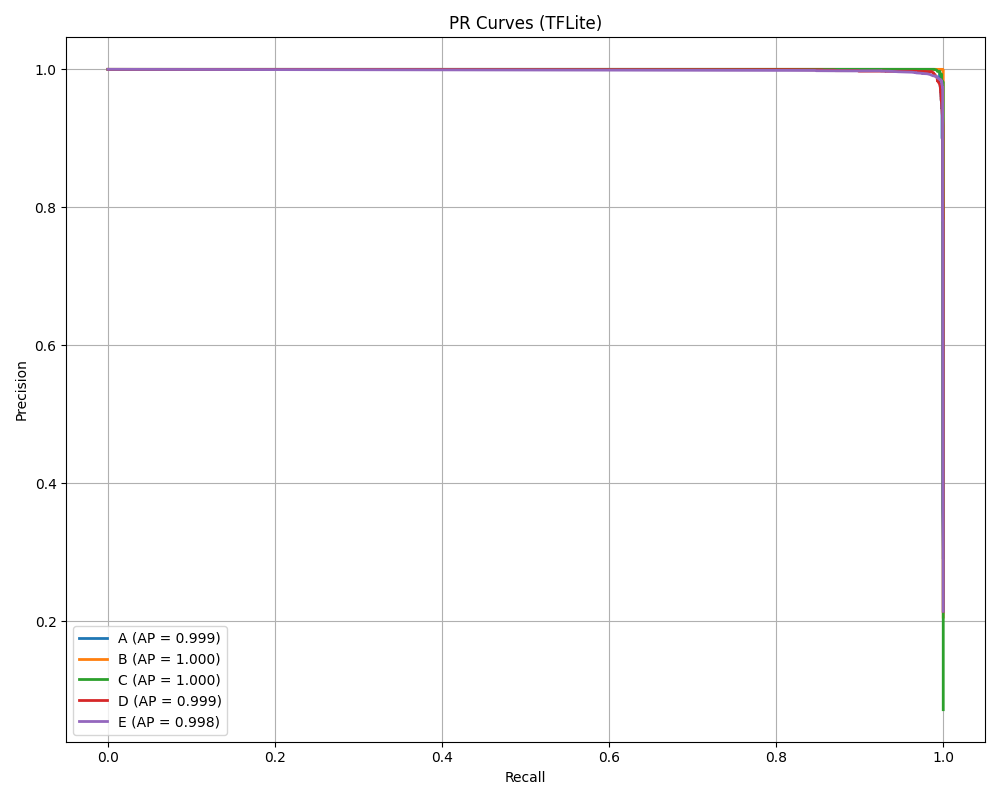 PR Curves (TFLite)
1.0
0.8
0.6
0.4
0.2
Precision
A (AP = 0.999)
B (AP = 1.000)
C (AP = 1.000)
D (AP = 0.999)
E (AP = 0.998)
0.0 0.2 0.4 0.6 0.8 1.0
Recall